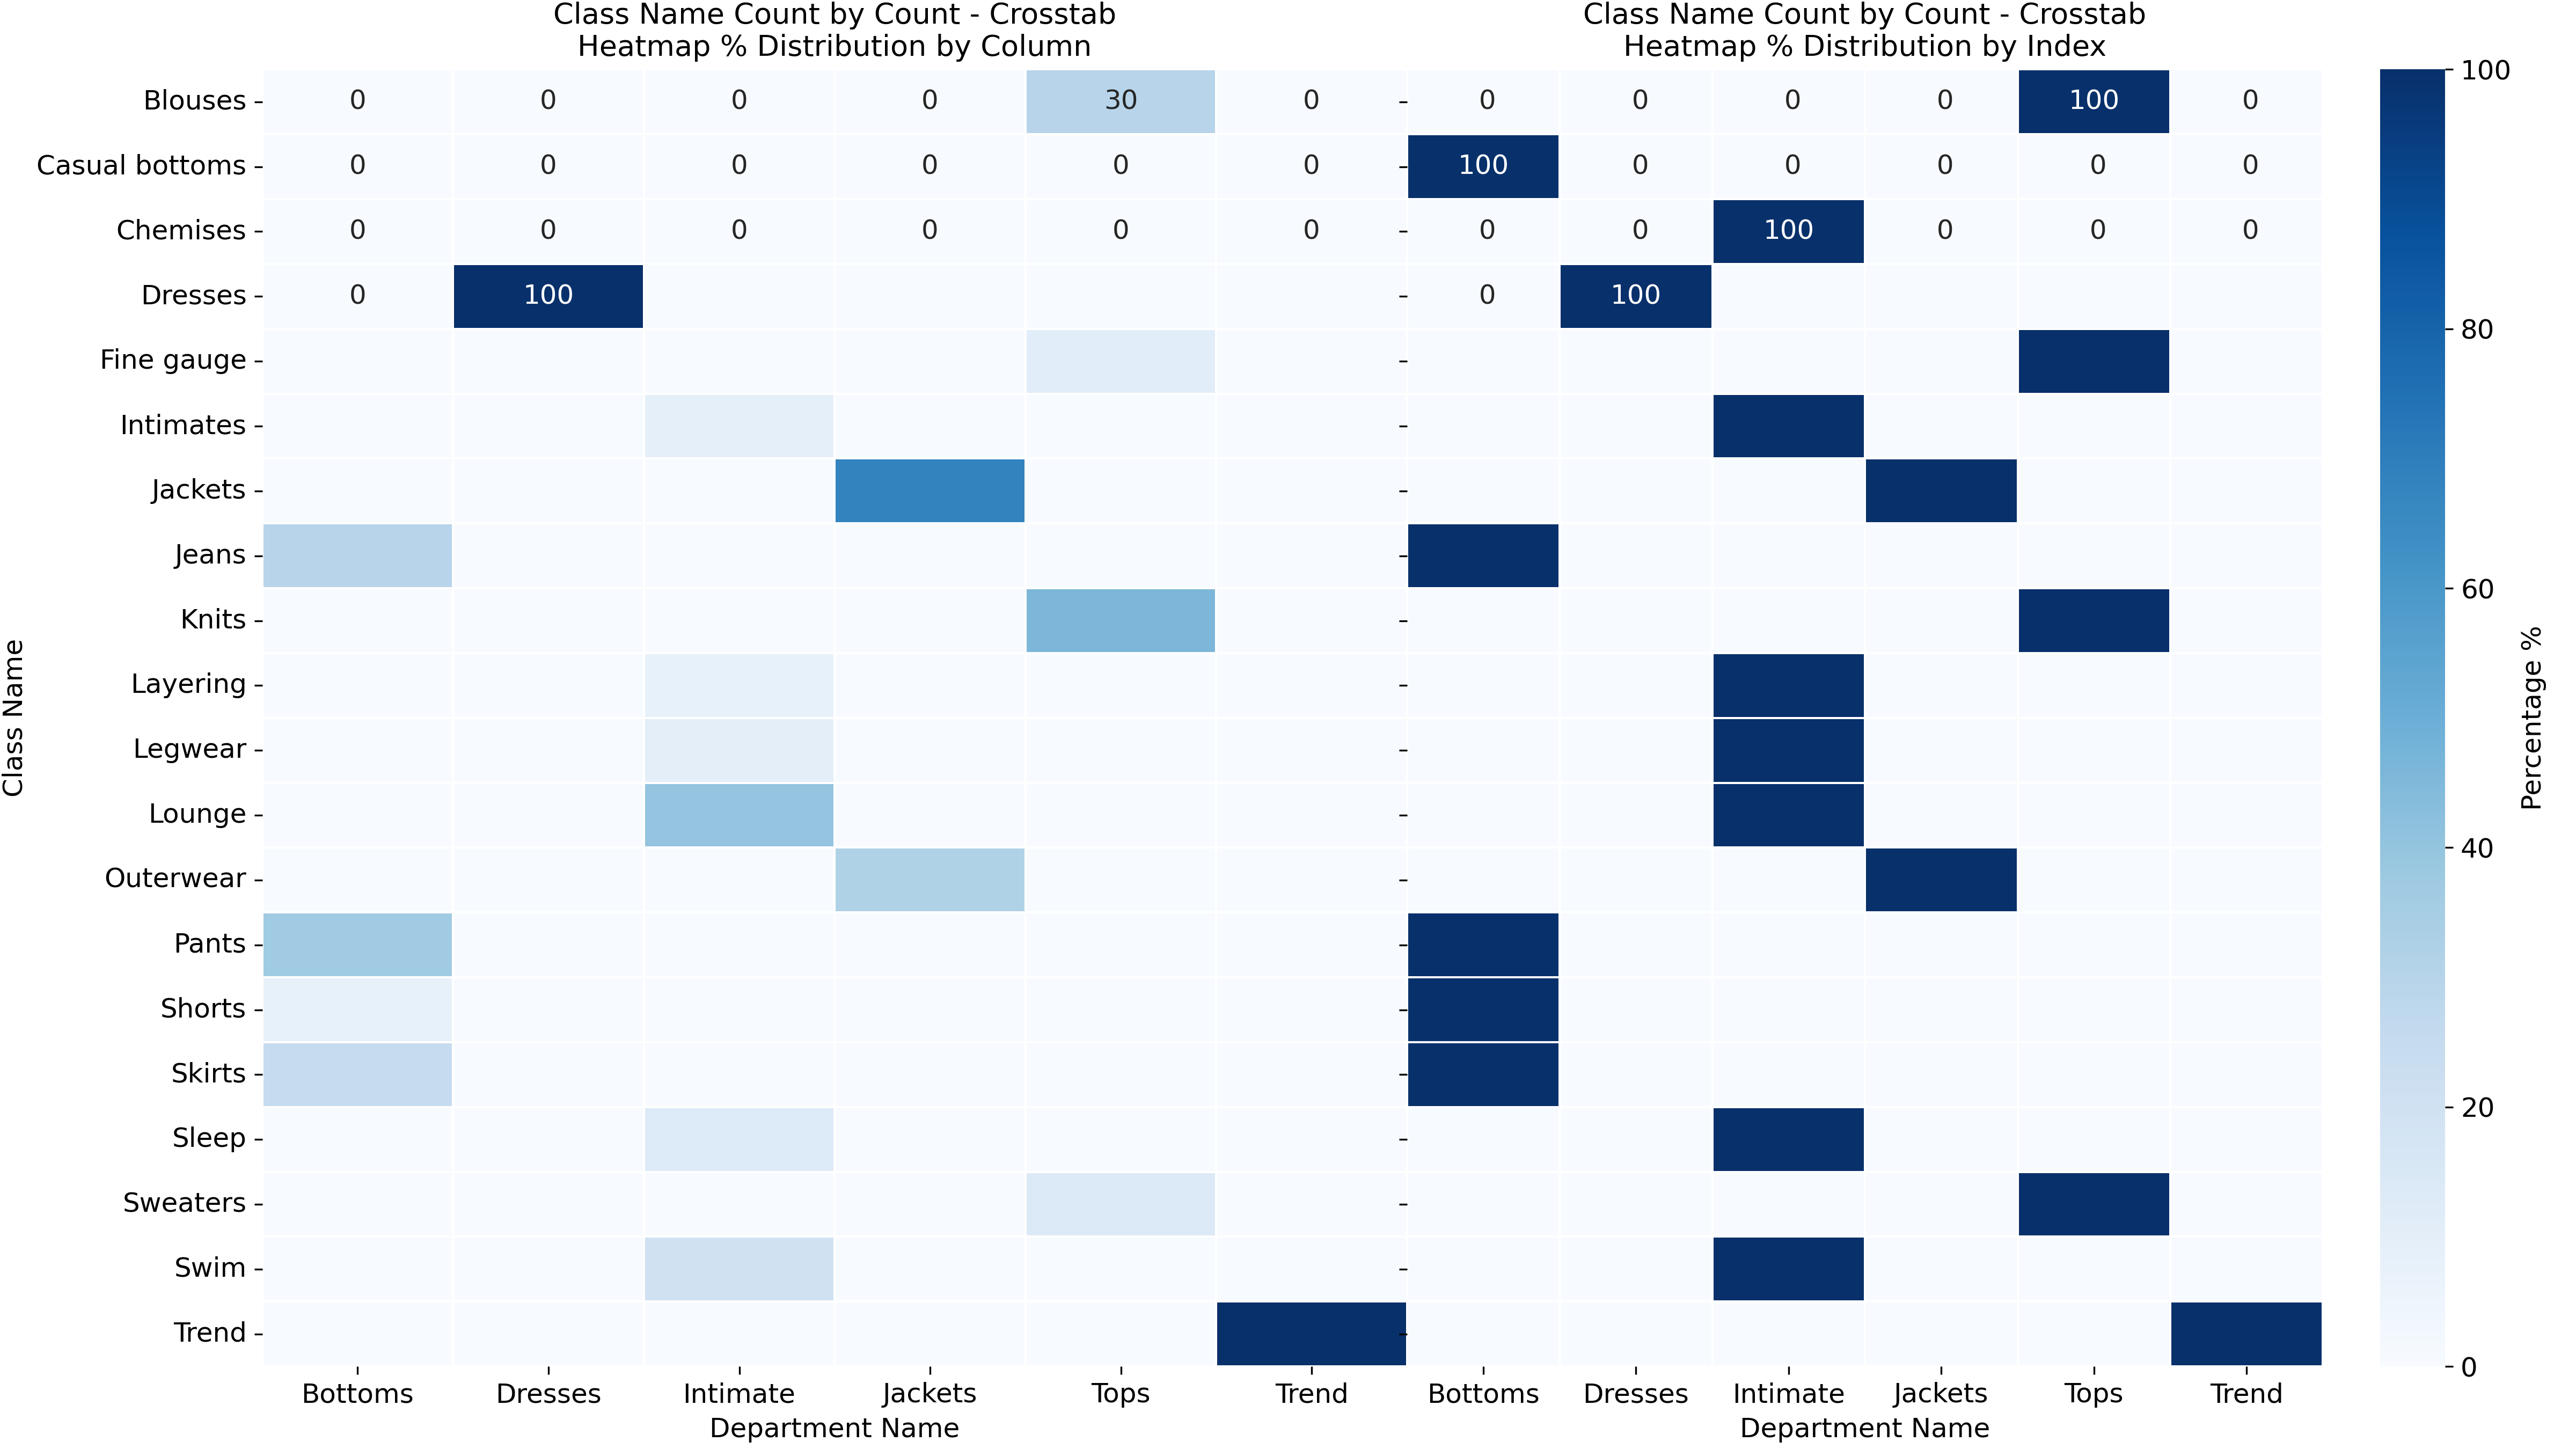 Class Name Count by Count - Crosstab
Heatmap % Distribution by Column
Class Name Count by Count - Crosstab
Heatmap % Distribution by Index
Blouses 0 0 0 0 30 0 0 0 0 0 100 0
Casual bottoms 0 0 0 0 0 0 100 0 0 0 0 0
Chemises 0 0 0 0 0 0 0 0 100 0 0 0
Dresses 0 100 0 100
Fine gauge
Intimates
Jackets
Jeans
Knits
Layering
Legwear
Lounge
Outerwear
Pants
Shorts
Skirts
Sleep
Sweaters
Swim
Trend
Class Name
Bottoms Dresses Intimate Jackets Tops Trend Bottoms Dresses Intimate Jackets Tops Trend
Department Name
Department Name
100
80
60
40
20
0
Percentage %